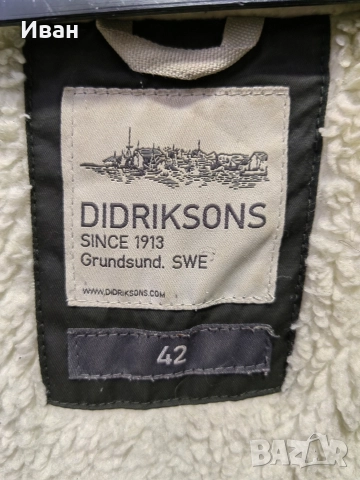 Иван
DIDRIKSONS
SINCE 1913
Grundsund. SWE
WWW.DIDRIKSONS.COM
42
BAZAR